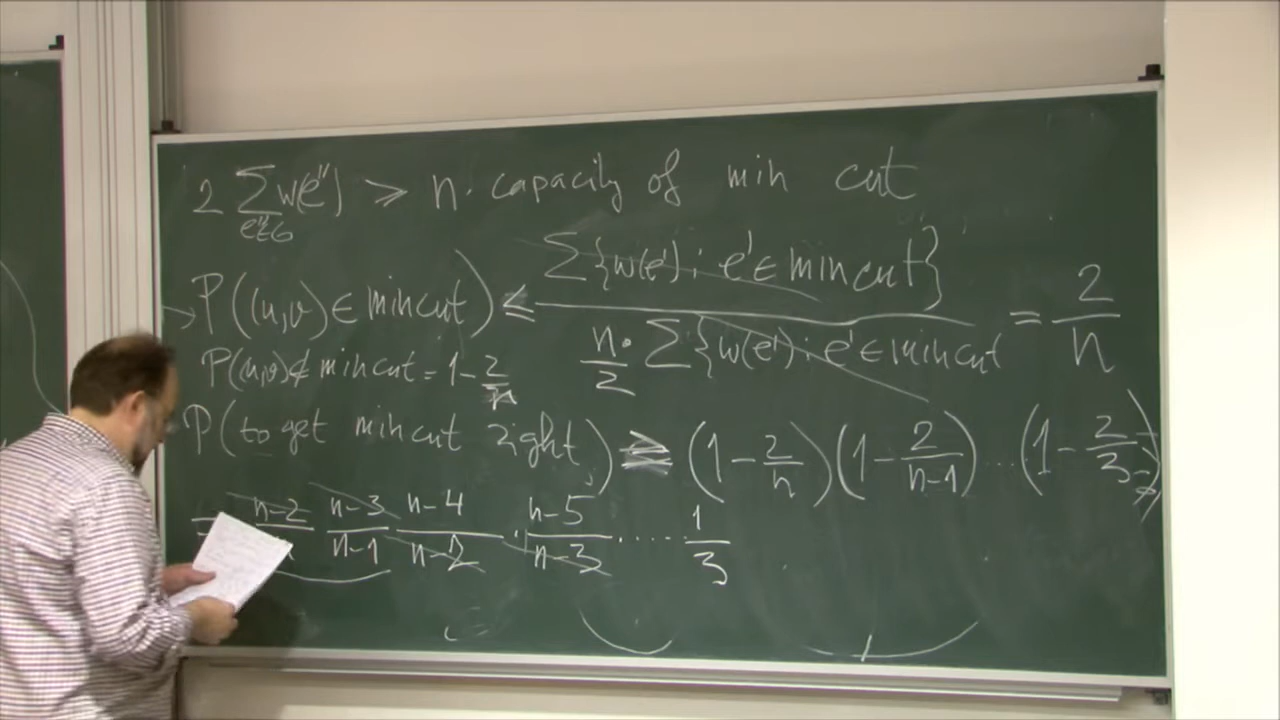 2 ∑_{e''∈G} w(e'') ≥ n · capacity of min cut
→ P((u,v) ∈ min cut) ≤ ∑{w(e') : e' ∈ min cut} / (n/2 · ∑{w(e') : e' ∈ min cut) = 2/n
P(u,v) ∉ min cut = 1 - 2/n
P(to get min cut right) ≥ (1 - 2/n)(1 - 2/(n-1)) ... (1 - 2/3)
= n-2 / n-3/n-1 n-4/n-2 · n-5/n-3 ..... 1/3